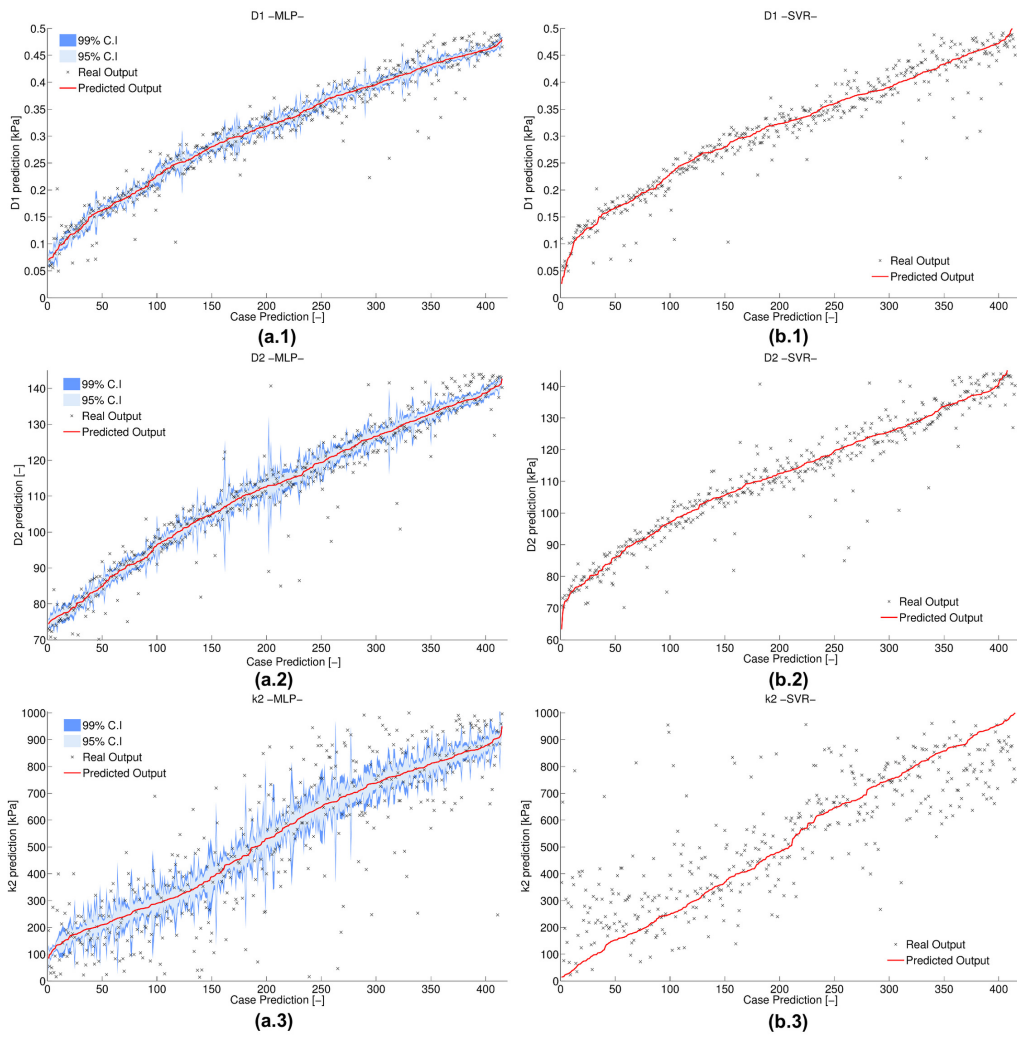 D1 –MLP–
0.5
0.45
0.4
0.35
0.3
0.25
0.2
0.15
0.1
0.05
0
D1 prediction [kPa]
99% C.I
95% C.I
Real Output
Predicted Output
0 50 100 150 200 250 300 350 400
Case Prediction [–]
(a.1)
D1 –SVR–
0.5
0.45
0.4
0.35
0.3
0.25
0.2
0.15
0.1
0.05
0
D1 prediction [kPa]
Real Output
Predicted Output
0 50 100 150 200 250 300 350 400
Case Prediction [–]
(b.1)
D2 –MLP–
140
130
120
110
100
90
80
70
D2 prediction [–]
99% C.I
95% C.I
Real Output
Predicted Output
0 50 100 150 200 250 300 350 400
Case Prediction [–]
(a.2)
D2 –SVR–
140
130
120
110
100
90
80
70
60
D2 prediction [kPa]
Real Output
Predicted Output
0 50 100 150 200 250 300 350 400
Case Prediction [–]
(b.2)
k2 –MLP–
1000
900
800
700
600
500
400
300
200
100
0
k2 prediction [kPa]
99% C.I
95% C.I
Real Output
Predicted Output
0 50 100 150 200 250 300 350 400
Case Prediction [–]
(a.3)
k2 –SVR–
1000
900
800
700
600
500
400
300
200
100
0
k2 prediction [kPa]
Real Output
Predicted Output
0 50 100 150 200 250 300 350 400
Case Prediction [–]
(b.3)